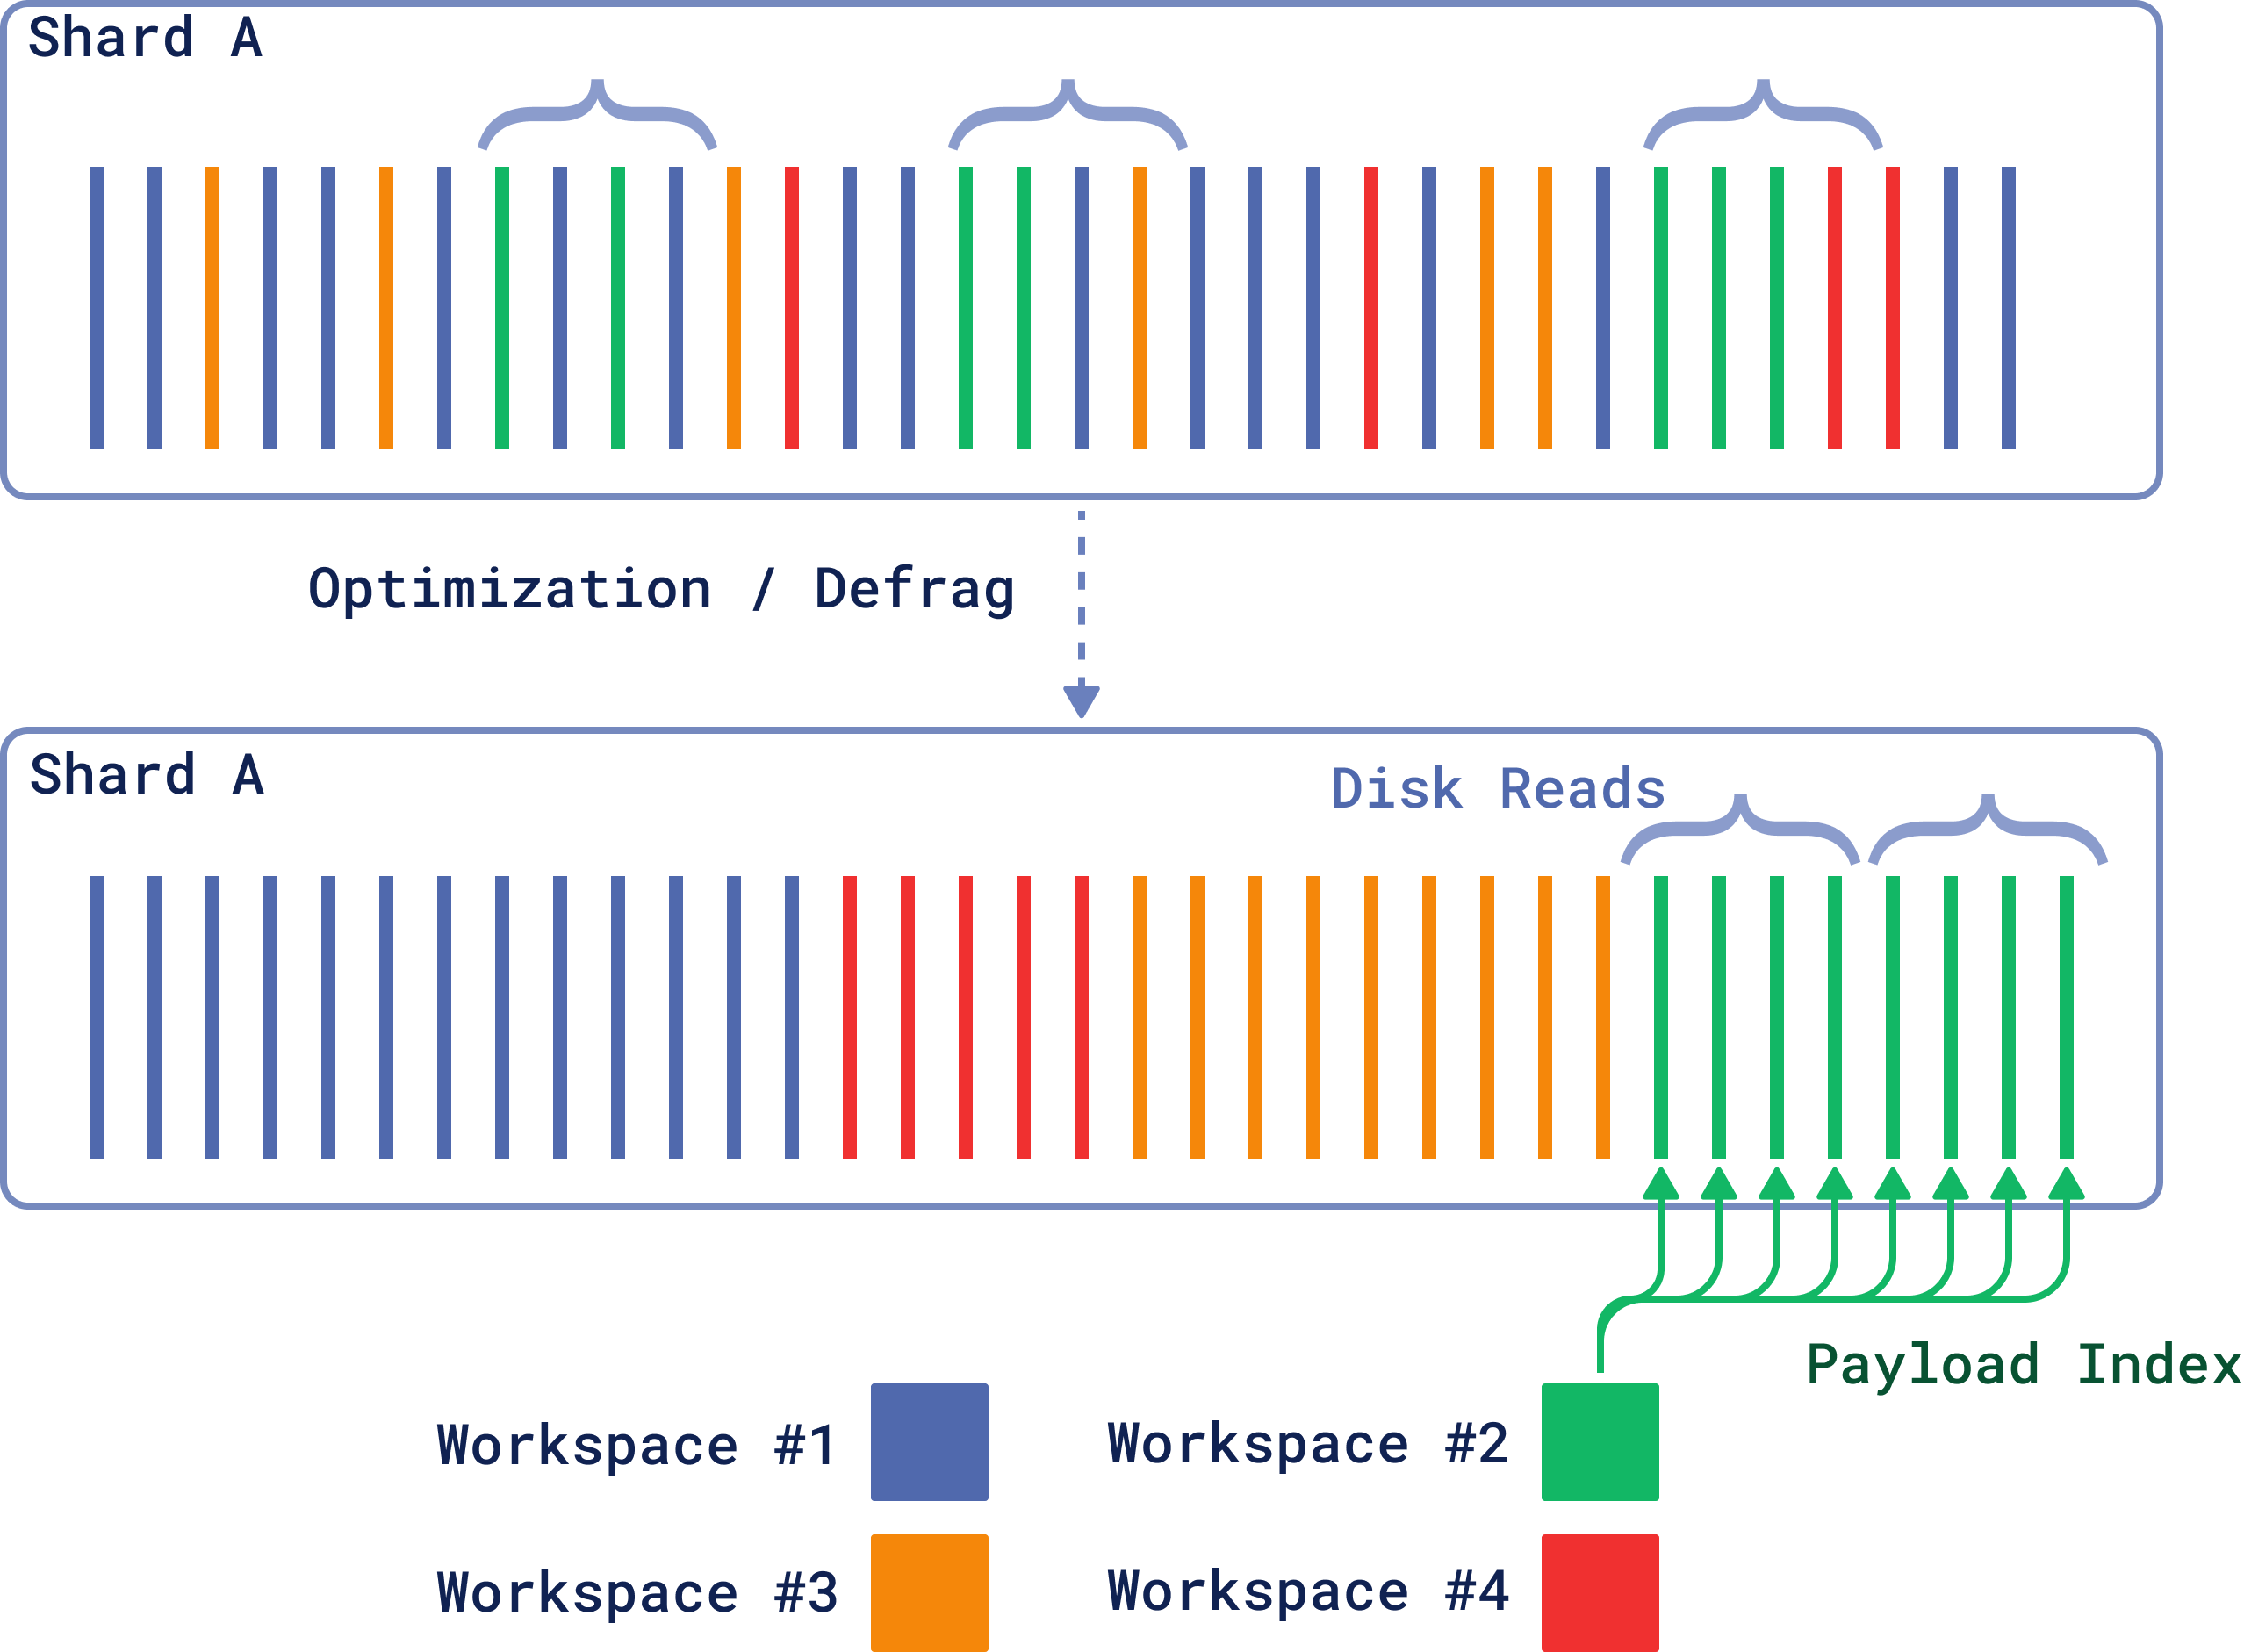 Shard A
Optimization / Defrag
Shard A
Disk Reads
Payload Index
Workspace #1
Workspace #2
Workspace #3
Workspace #4